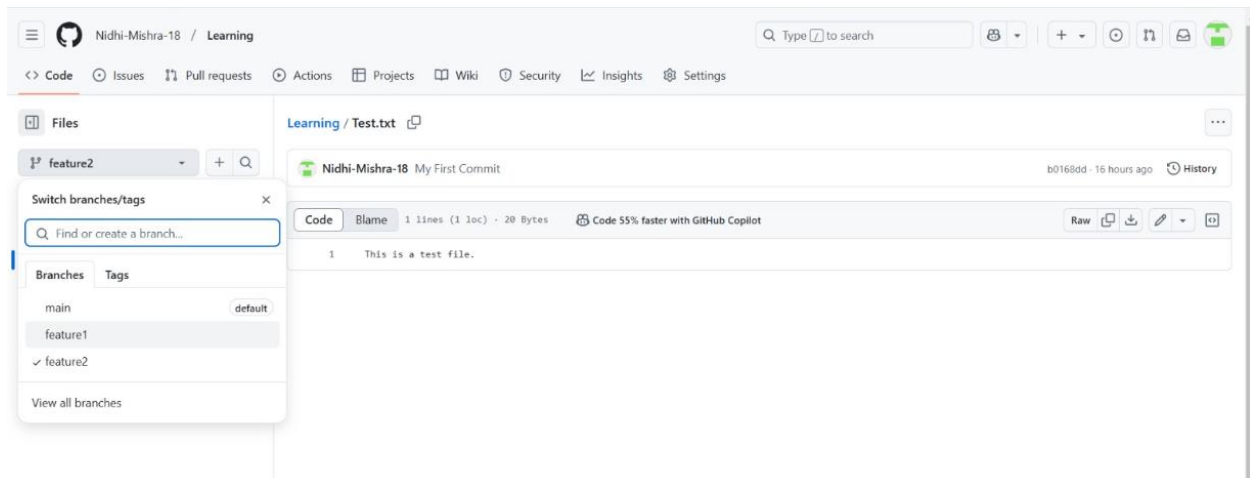 Nidhi-Mishra-18 / Learning
Type / to search
Code
Issues
Pull requests
Actions
Projects
Wiki
Security
Insights
Settings
Files
feature2
Switch branches/tags
Find or create a branch...
Branches
Tags
main
default
feature1
feature2
View all branches
Learning / Test.txt
Nidhi-Mishra-18 My First Commit
b0168dd · 16 hours ago
History
Code
Blame
1 lines (1 loc) · 20 Bytes
Code 55% faster with GitHub Copilot
Raw
1 This is a test file.